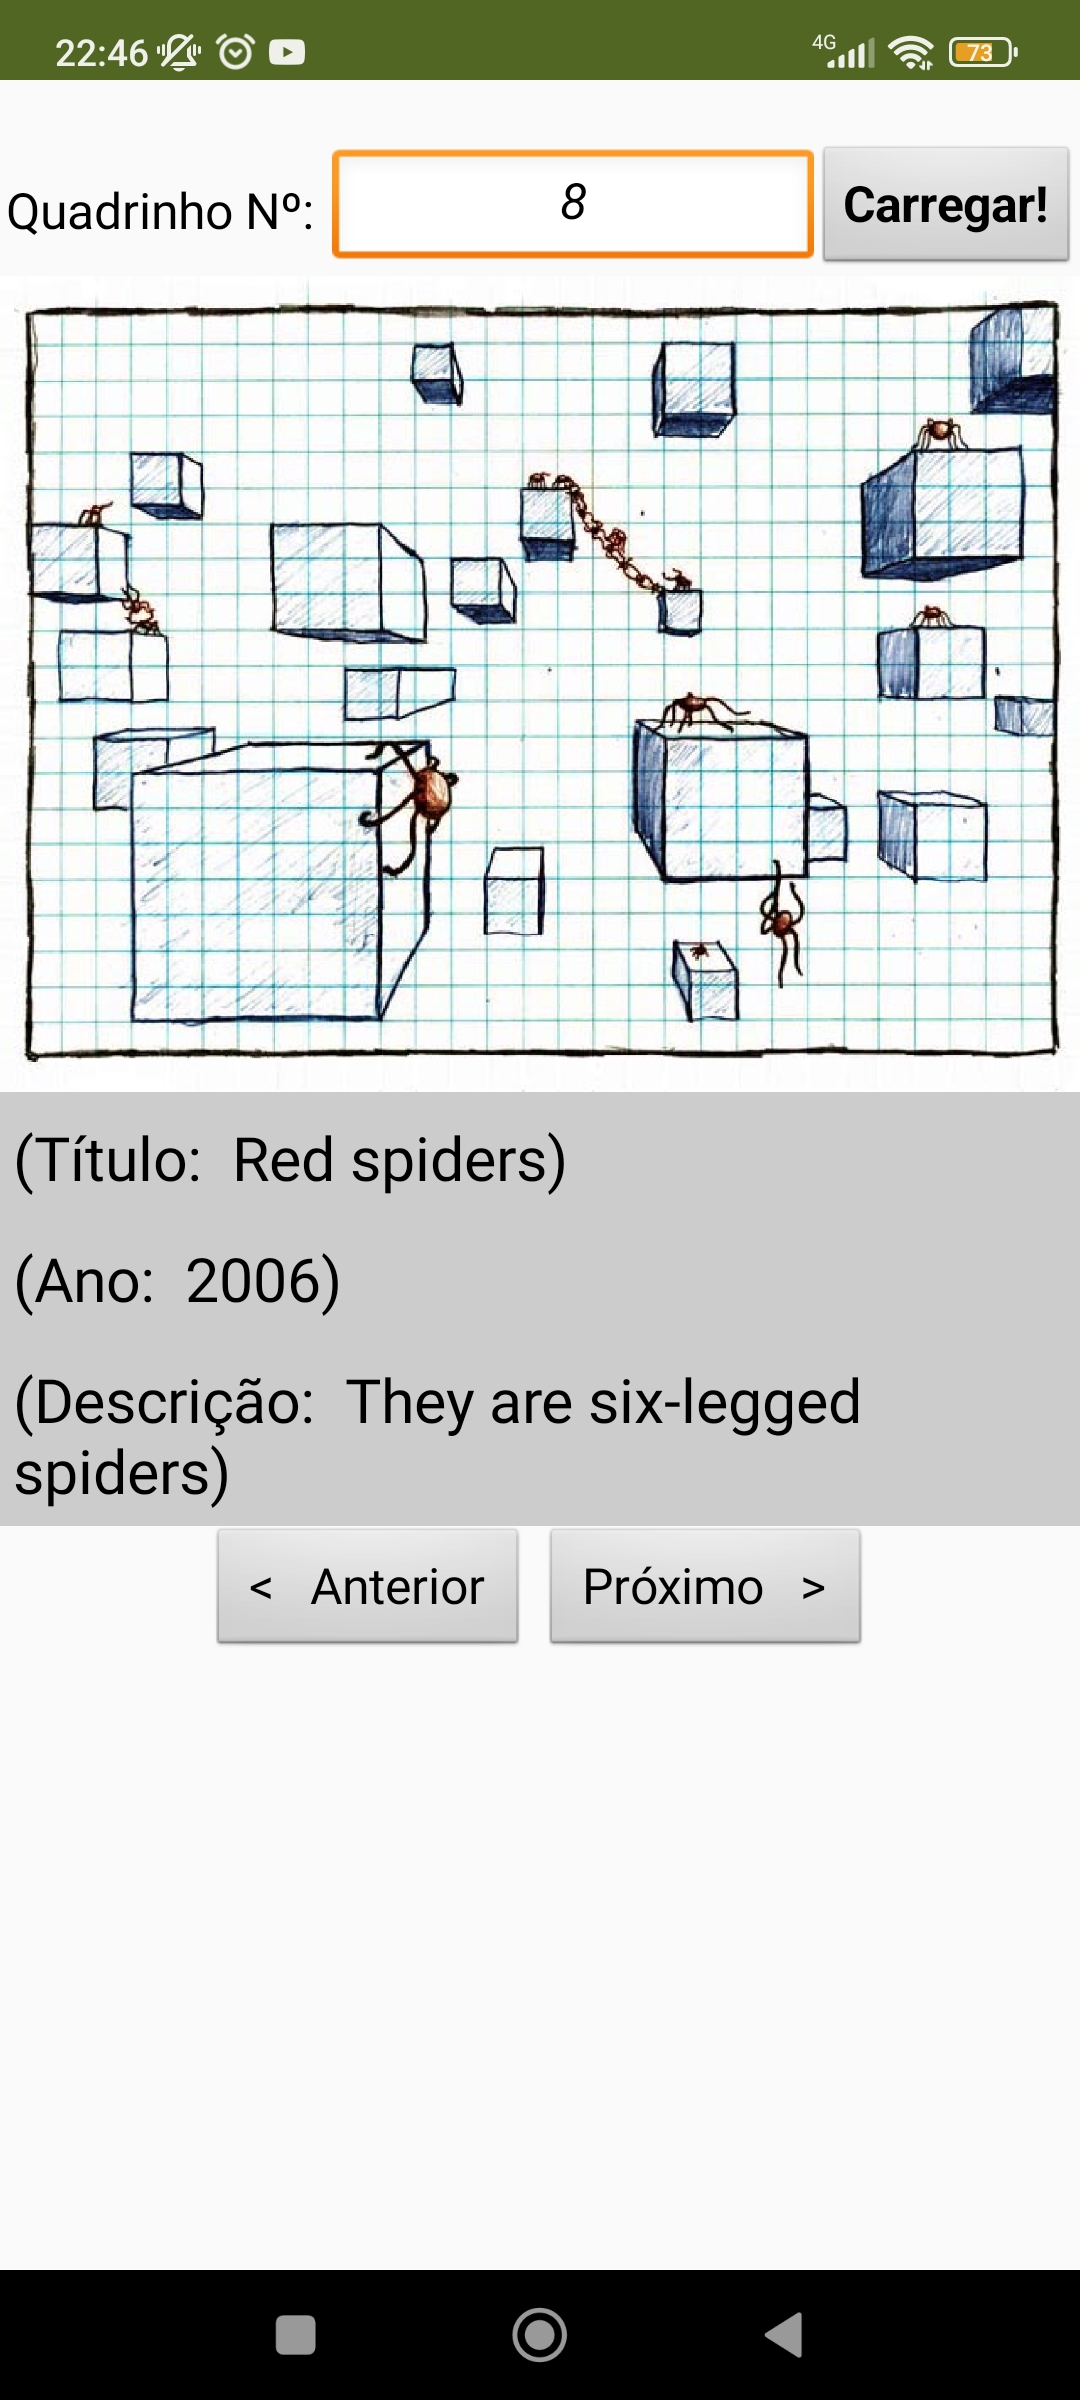 22:46
4G
73
Quadrinho Nº:
8
Carregar!
(Título:  Red spiders)
(Ano:  2006)
(Descrição:  They are six-legged
spiders)
<   Anterior
Próximo   >